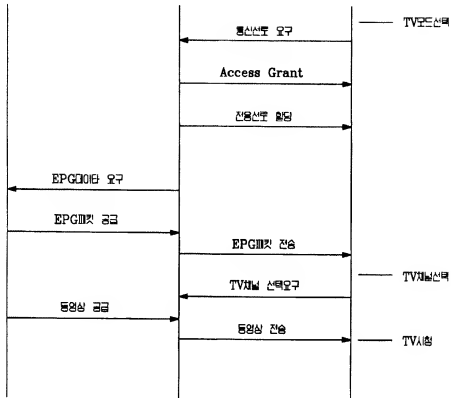 TV모드선택
통신선로 요구
Access Grant
전용선로 할당
EPG데이타 요구
EPG패킷 공급
EPG패킷 전송
TV채널선택
TV채널 선택요구
동영상 공급
동영상 전송
TV시청